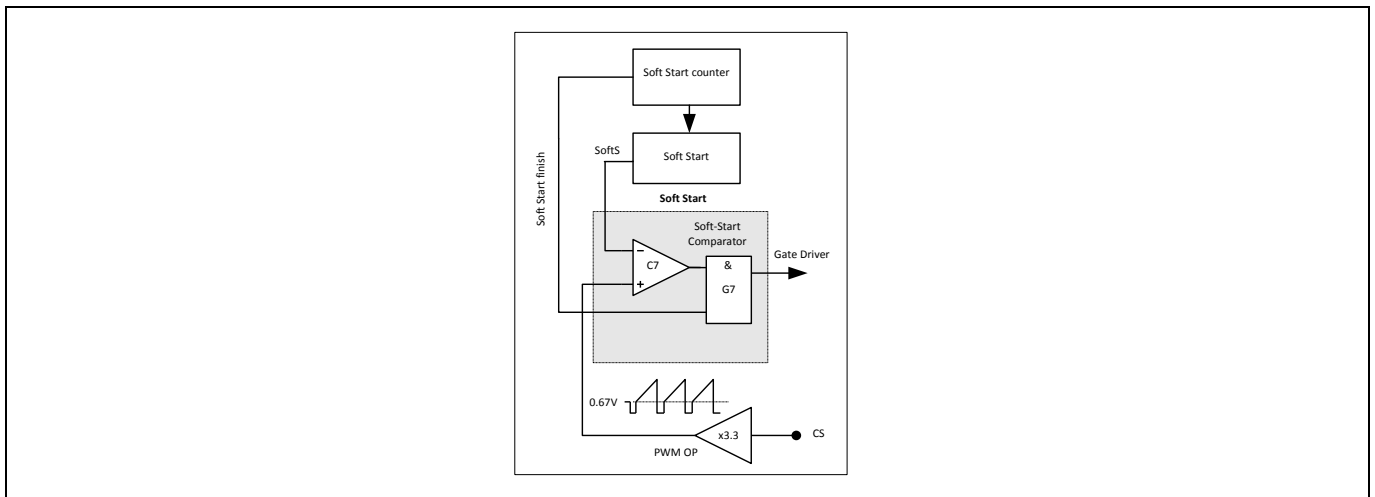 Soft Start counter
Soft Start finish
SoftS
Soft Start
Soft Start
Soft-Start
Comparator
Gate Driver
−
C7
+
&
G7
0.67V
x3.3
CS
PWM OP